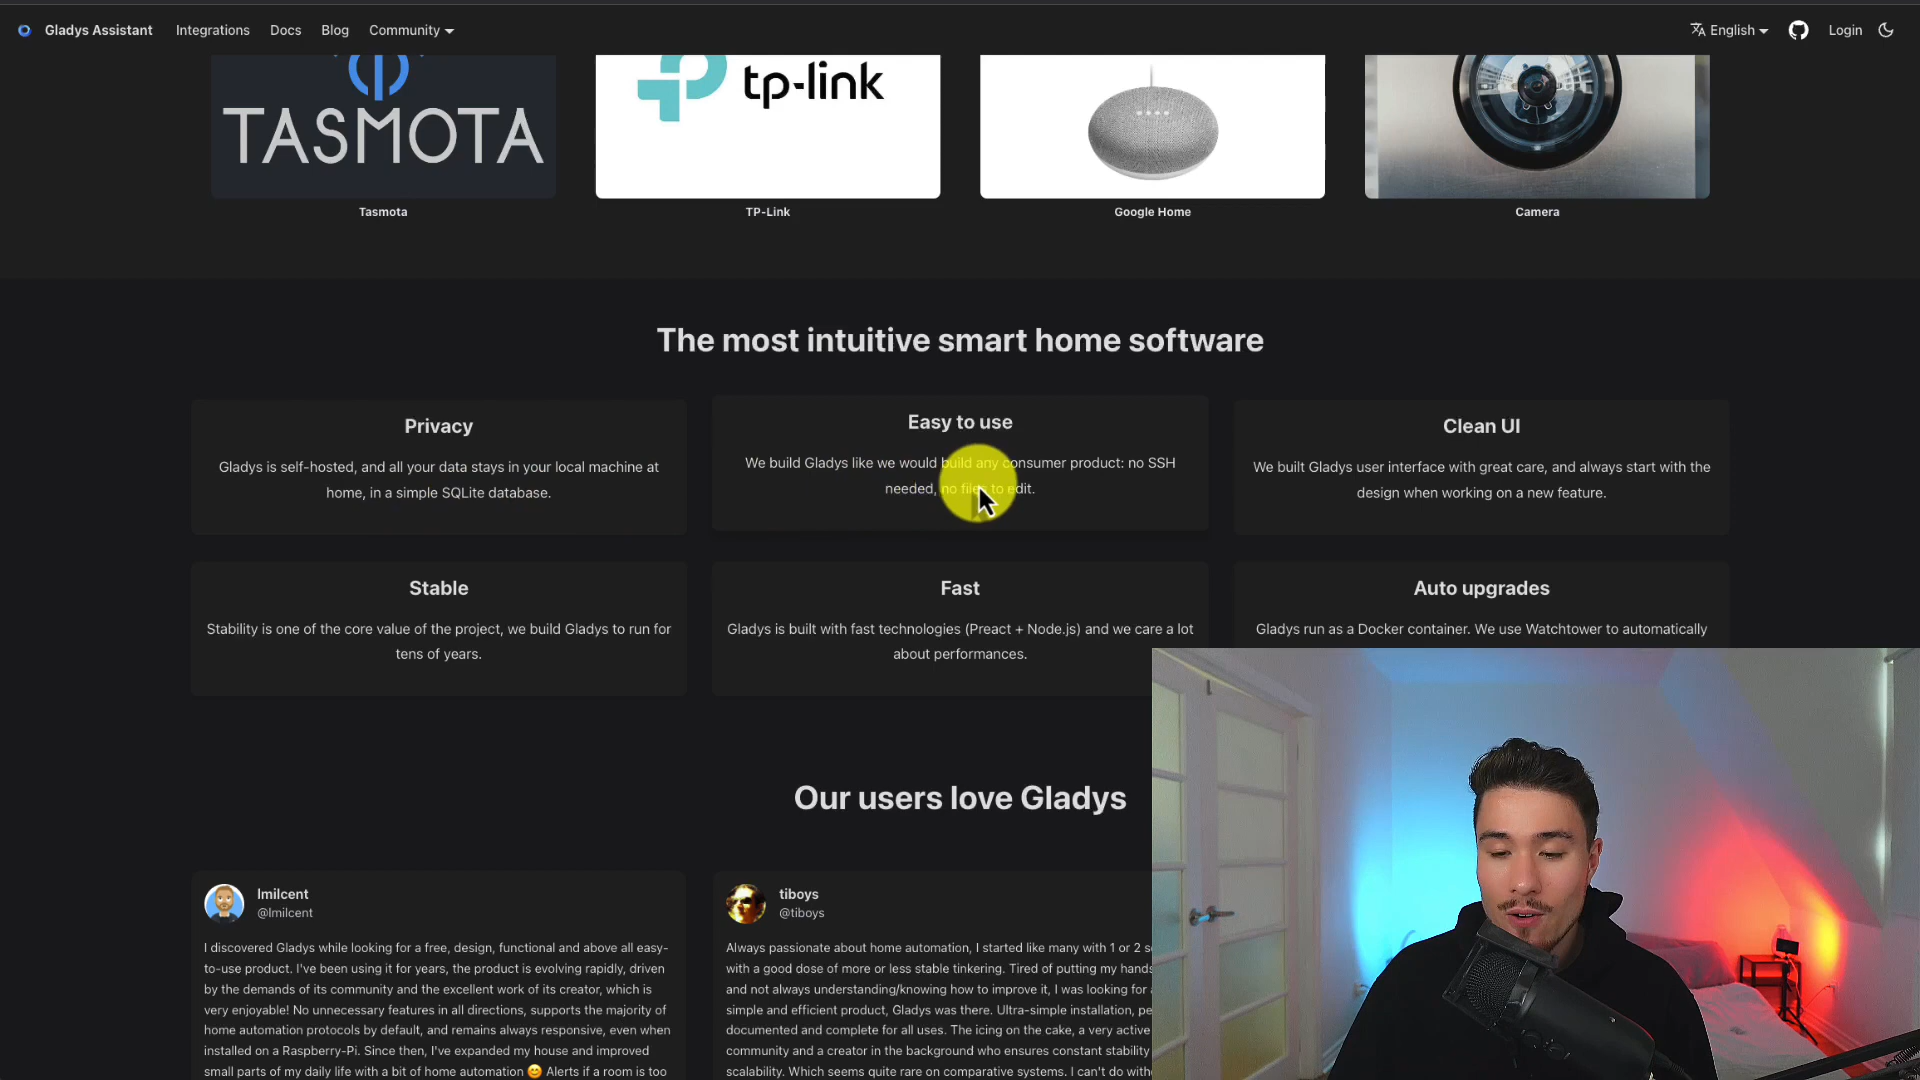 Gladys Assistant Integrations Docs Blog Community English Login
TASMOTA
tp-link
Tasmota
TP-Link
Google Home
Camera
The most intuitive smart home software
Privacy
Gladys is self-hosted, and all your data stays in your local machine at
home, in a simple SQLite database.
Easy to use
We build Gladys like we would build any consumer product: no SSH
needed, no files to edit.
Clean UI
We built Gladys user interface with great care, and always start with the
design when working on a new feature.
Stable
Stability is one of the core value of the project, we build Gladys to run for
tens of years.
Fast
Gladys is built with fast technologies (Preact + Node.js) and we care a lot
about performances.
Auto upgrades
Gladys run as a Docker container. We use Watchtower to automatically
Our users love Gladys
lmilcent
@lmilcent
I discovered Gladys while looking for a free, design, functional and above all easy-
to-use product. I've been using it for years, the product is evolving rapidly, driven
by the demands of its community and the excellent work of its creator, which is
very enjoyable! No unnecessary features in all directions, supports the majority of
home automation protocols by default, and remains always responsive, even when
installed on a Raspberry-Pi. Since then, I've expanded my house and improved
small parts of my daily life with a bit of home automation 😊 Alerts if a room is too
tiboys
@tiboys
Always passionate about home automation, I started like many with 1 or 2
with a good dose of more or less stable tinkering. Tired of putting my hands
and not always understanding/knowing how to improve it, I was looking for
simple and efficient product, Gladys was there. Ultra-simple installation,
documented and complete for all uses. The icing on the cake, a very active
community and a creator in the background who ensures constant stability
scalability. Which seems quite rare on comparative systems. I can't do